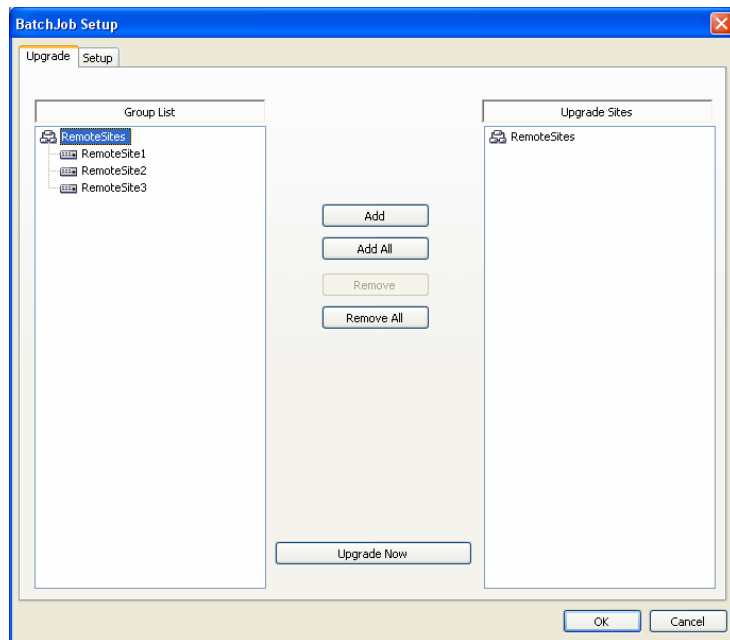 BatchJob Setup
Upgrade
Setup
Group List
RemoteSites
RemoteSite1
RemoteSite2
RemoteSite3
Add
Add All
Remove
Remove All
Upgrade Now
Upgrade Sites
RemoteSites
OK
Cancel